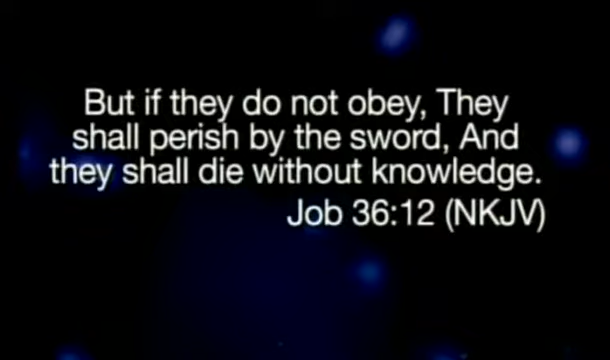 But if they do not obey, They
shall perish by the sword, And
they shall die without knowledge.
Job 36:12 (NKJV)